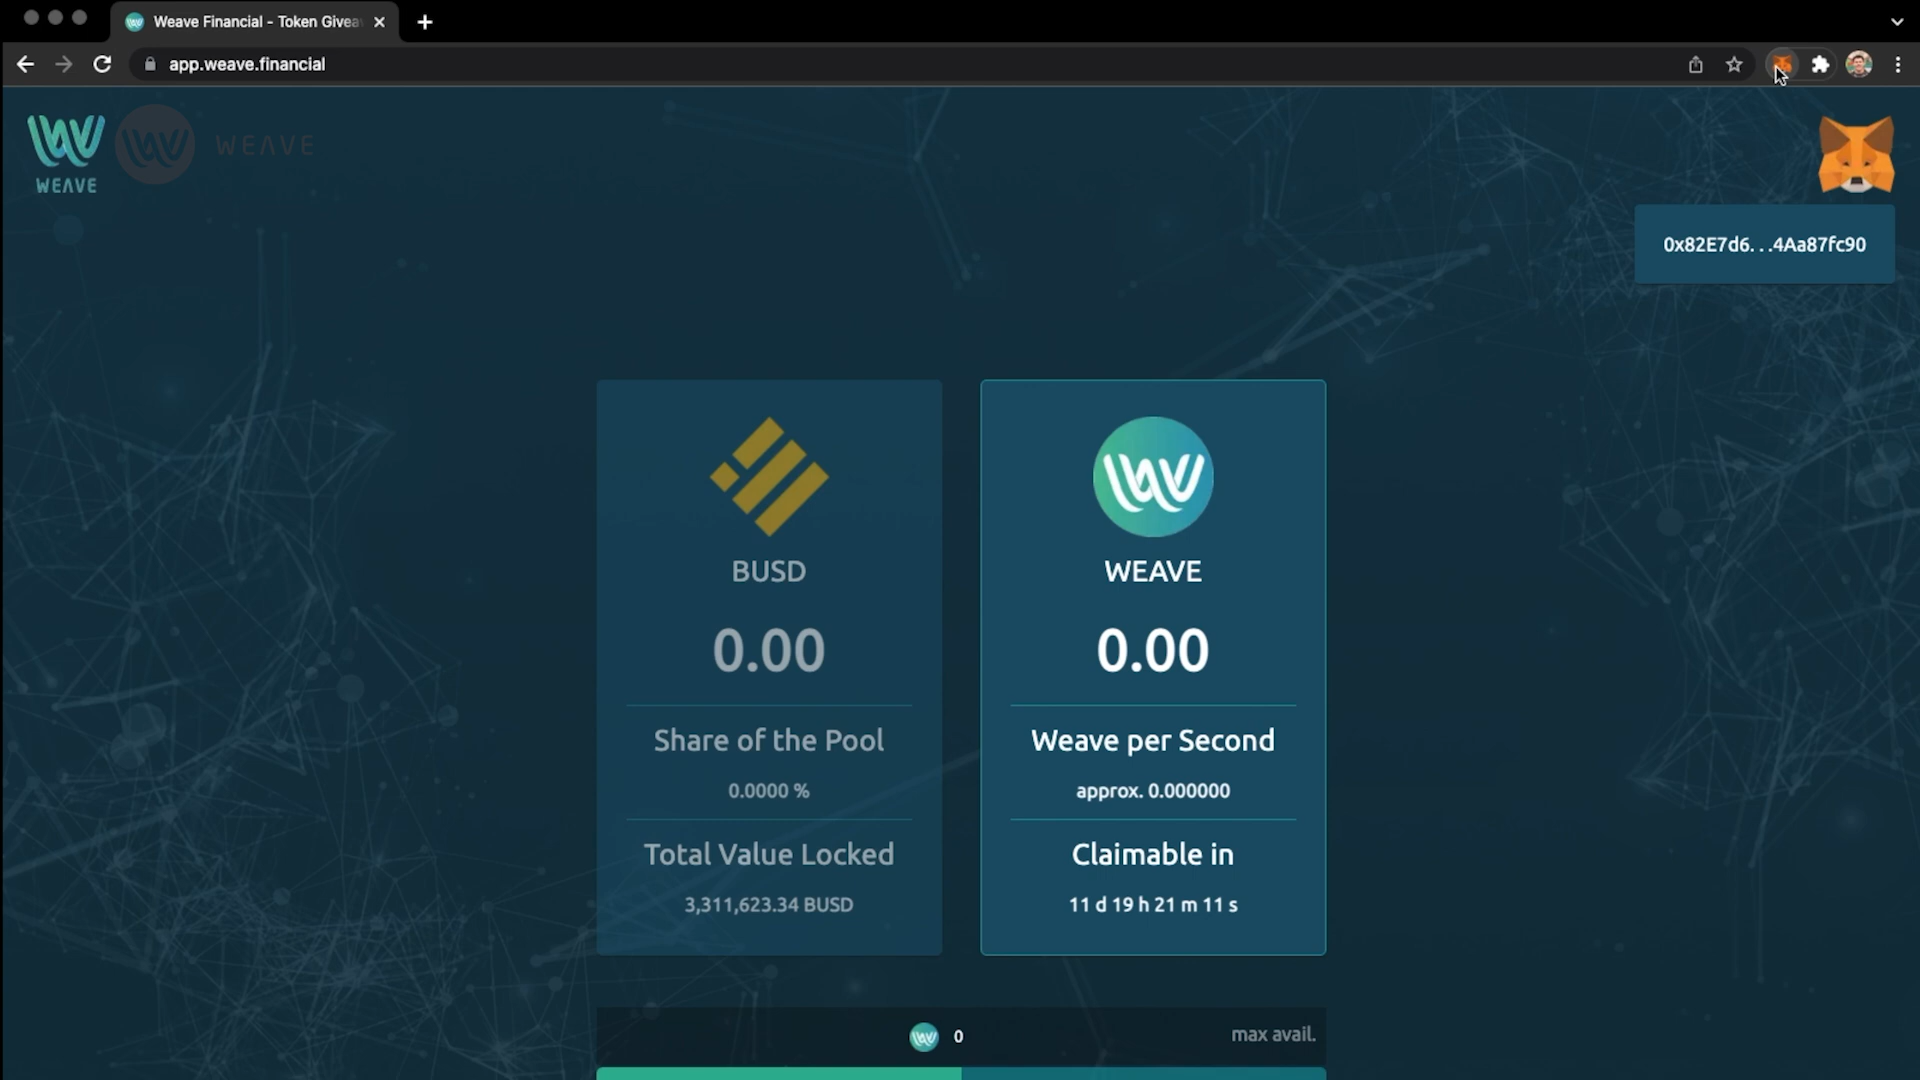 Weave Financial - Token Givea
app.weave.financial
WEAVE
WEAVE
0x82E7d6. . .4Aa87fc90
BUSD
0.00
Share of the Pool
0.0000 %
Total Value Locked
3,311,623.34 BUSD
WEAVE
0.00
Weave per Second
approx. 0.000000
Claimable in
11 d 19 h 21 m 11 s
0
max avail.